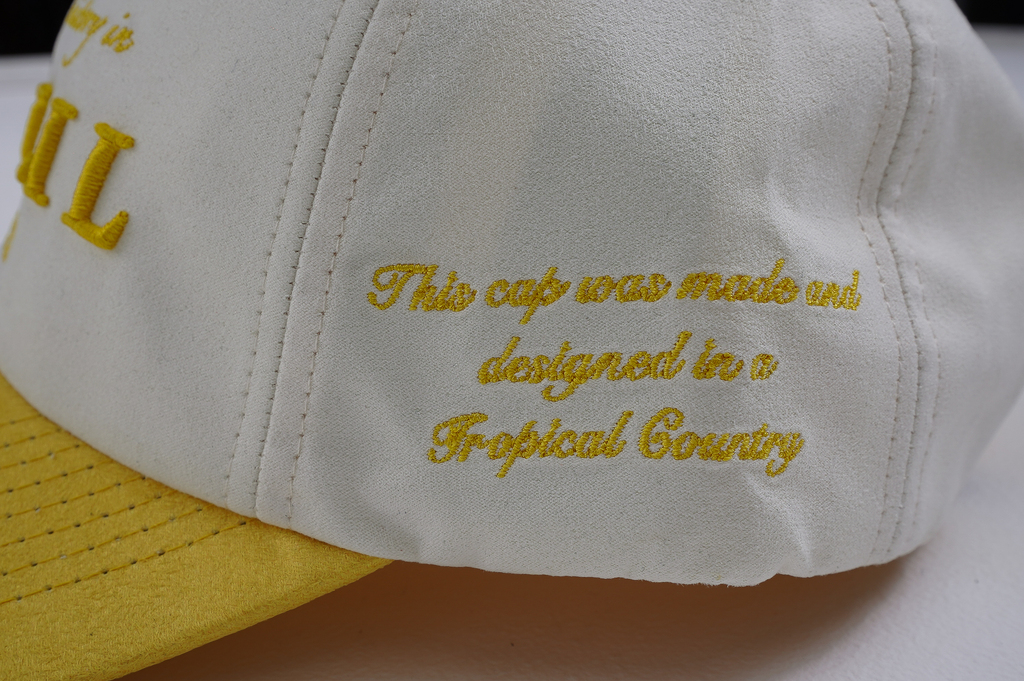 This cap was made and
designed in a
Tropical Country